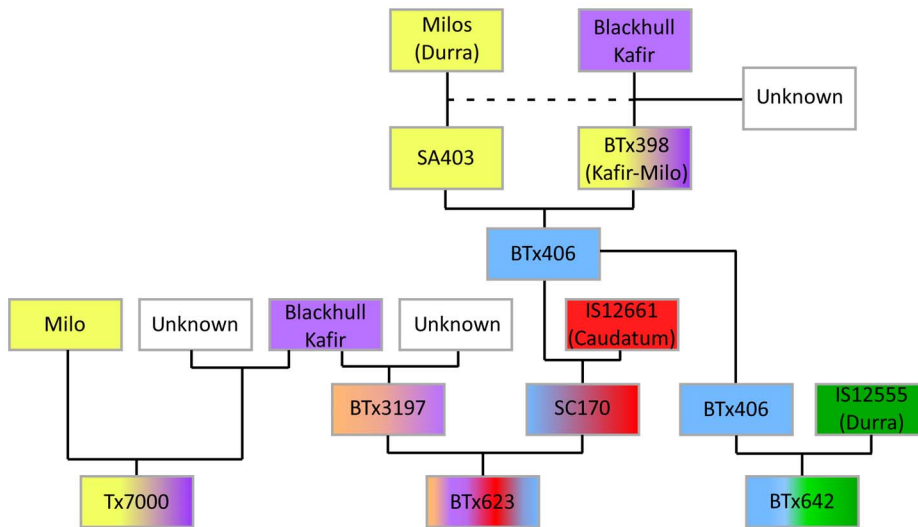 Milos
(Durra)
Blackhull
Kafir
Unknown
SA403
BTx398
(Kafir-Milo)
BTx406
Milo
Unknown
Blackhull
Kafir
Unknown
IS12661
(Caudatum)
BTx3197
SC170
BTx406
IS12555
(Durra)
Tx7000
BTx623
BTx642